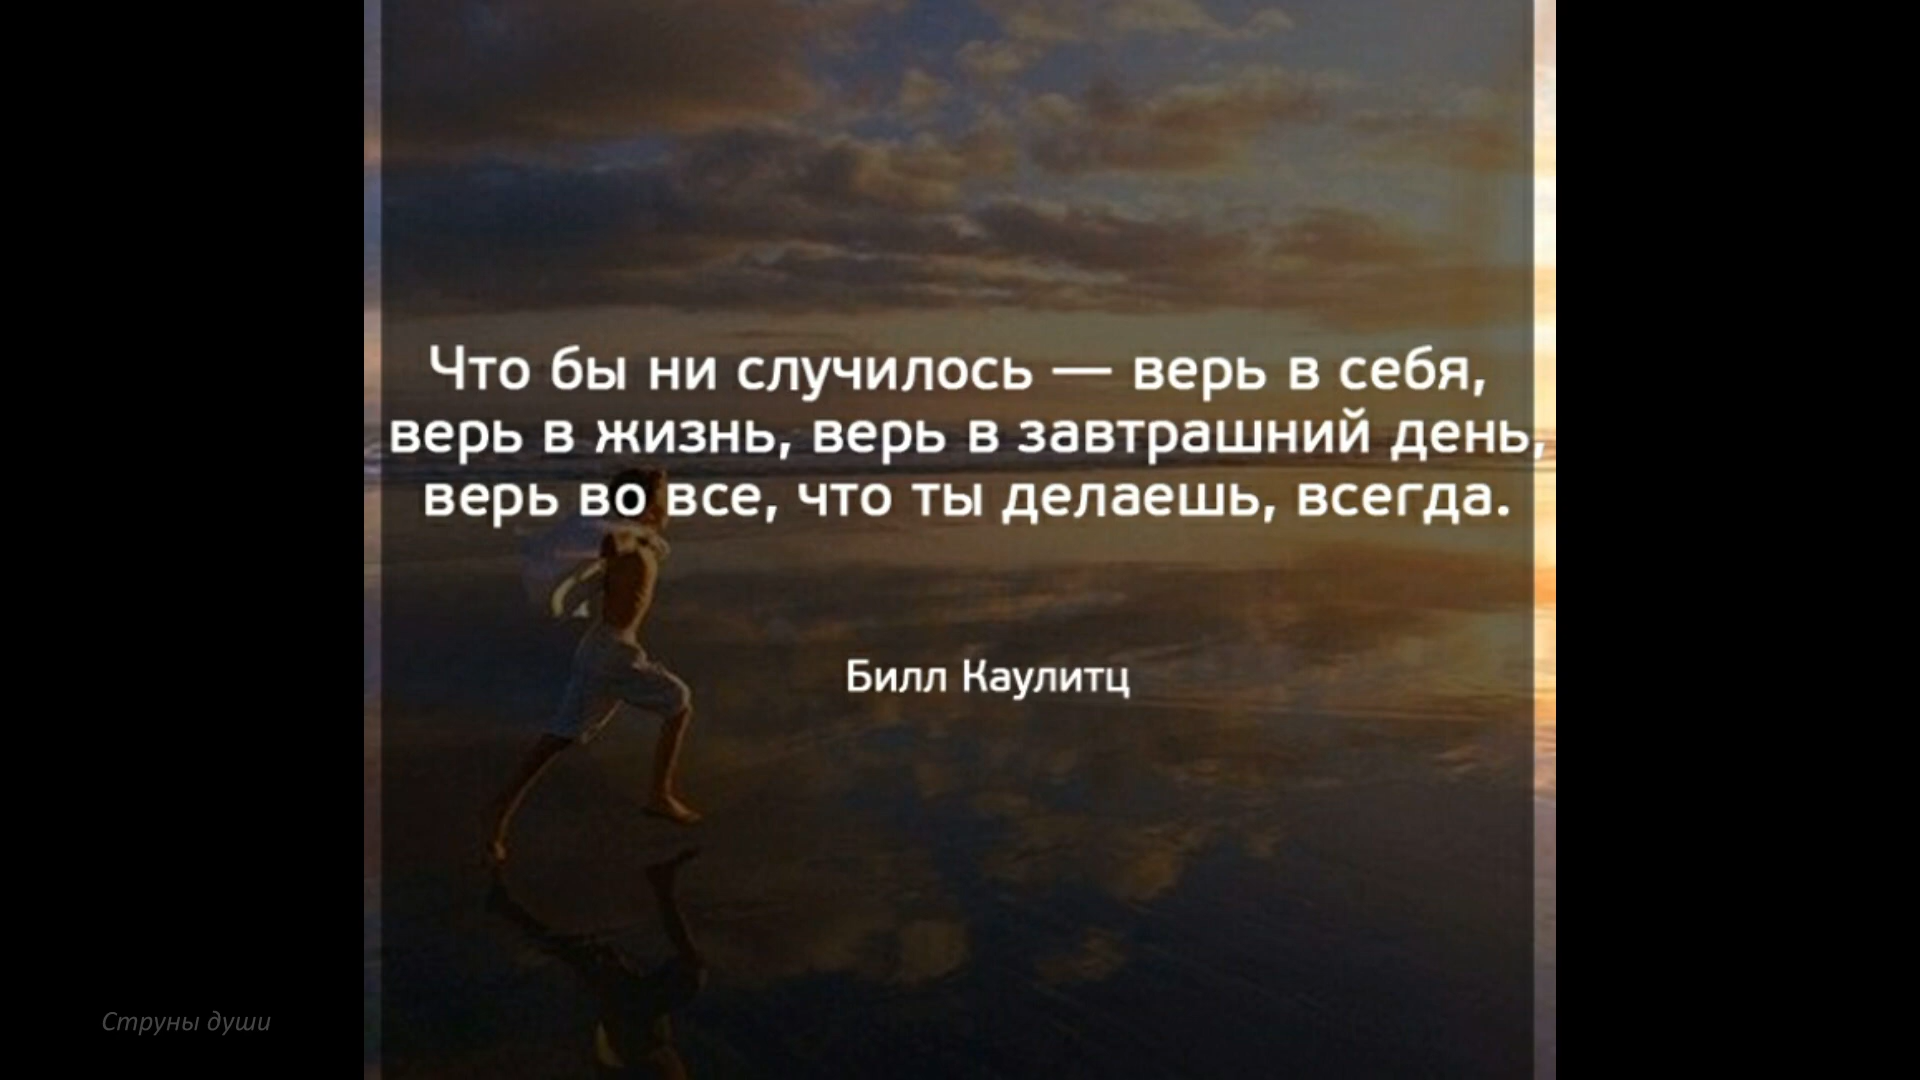 Что бы ни случилось — верь в себя,
верь в жизнь, верь в завтрашний день,
верь во все, что ты делаешь, всегда.
Билл Каулитц
Струны души